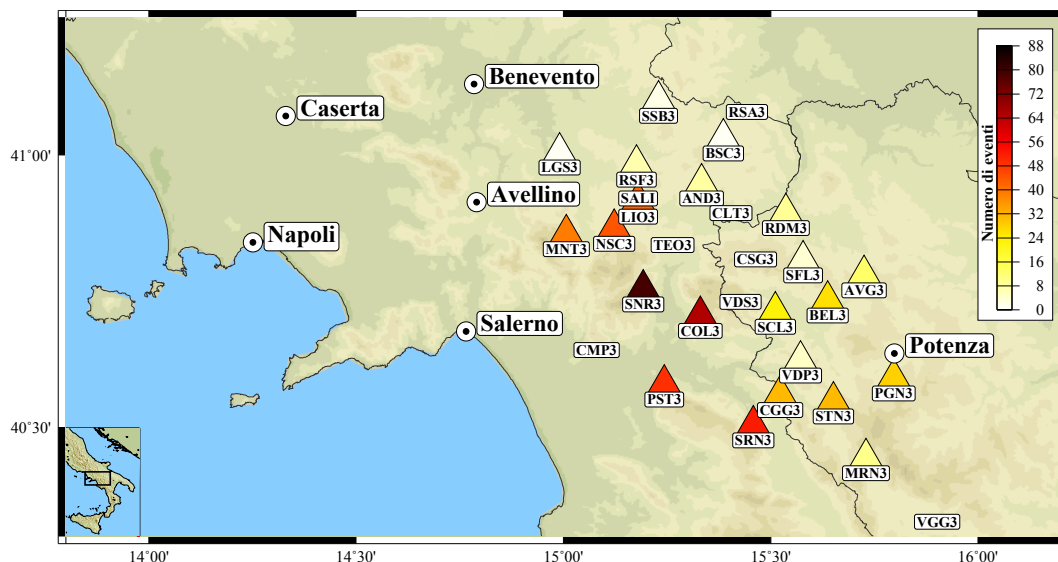 Benevento
Caserta
Avellino
Napoli
Salerno
Potenza
SSB3
RSA3
BSC3
LGS3
RSF3
AND3
SALI
LIO3
CLT3
RDM3
MNT3
NSC3
TEO3
CSG3
SFL3
AVG3
SNR3
VDS3
BEL3
COL3
SCL3
CMP3
VDP3
PST3
CGG3
STN3
PGN3
SRN3
MRN3
VGG3
Numero di eventi
88
80
72
64
56
48
40
32
24
16
8
0
41°00'
40°30'
14°00'
14°30'
15°00'
15°30'
16°00'